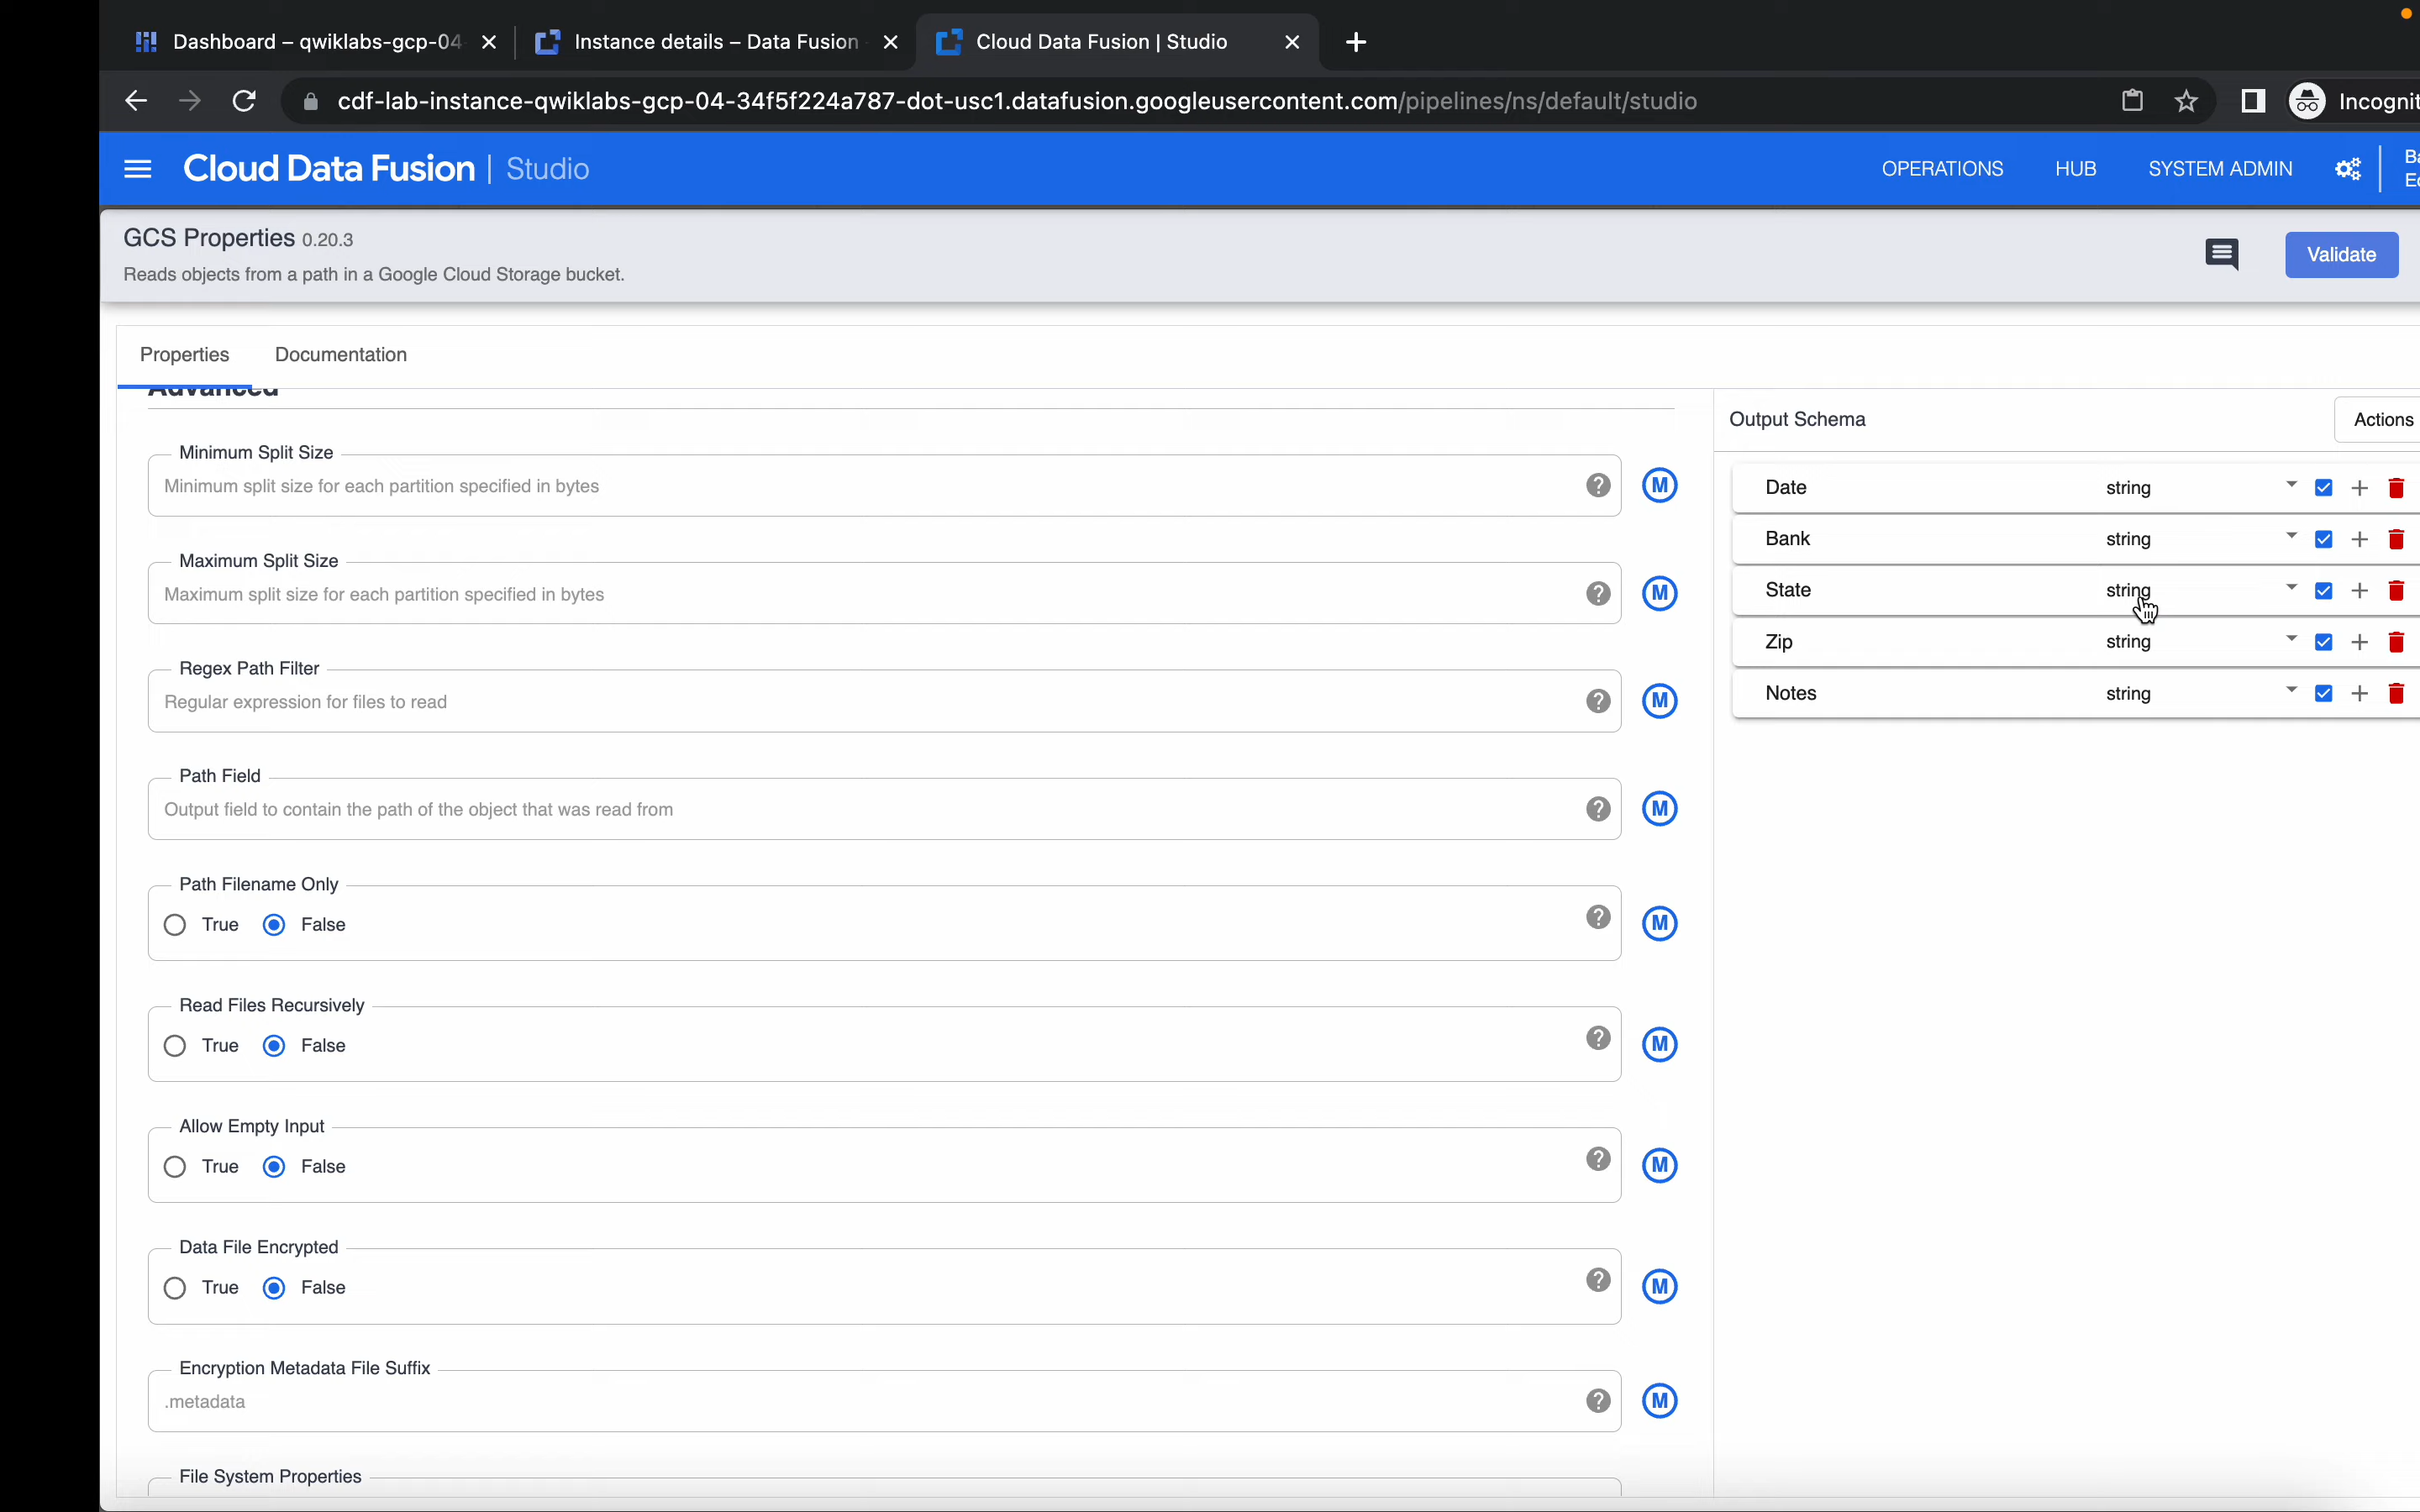 Dashboard – qwiklabs-gcp-04
Instance details – Data Fusion
Cloud Data Fusion | Studio
cdf-lab-instance-qwiklabs-gcp-04-34f5f224a787-dot-usc1.datafusion.googleusercontent.com/pipelines/ns/default/studio
Cloud Data Fusion | Studio
OPERATIONS
HUB
SYSTEM ADMIN
GCS Properties 0.20.3
Reads objects from a path in a Google Cloud Storage bucket.
Validate
Properties
Documentation
Advanced
Minimum Split Size
Minimum split size for each partition specified in bytes
? M
Maximum Split Size
Maximum split size for each partition specified in bytes
? M
Regex Path Filter
Regular expression for files to read
? M
Path Field
Output field to contain the path of the object that was read from
? M
Path Filename Only
True False
? M
Read Files Recursively
True False
? M
Allow Empty Input
True False
? M
Data File Encrypted
True False
? M
Encryption Metadata File Suffix
.metadata
? M
File System Properties
Output Schema
Actions
Date string
Bank string
State string
Zip string
Notes string